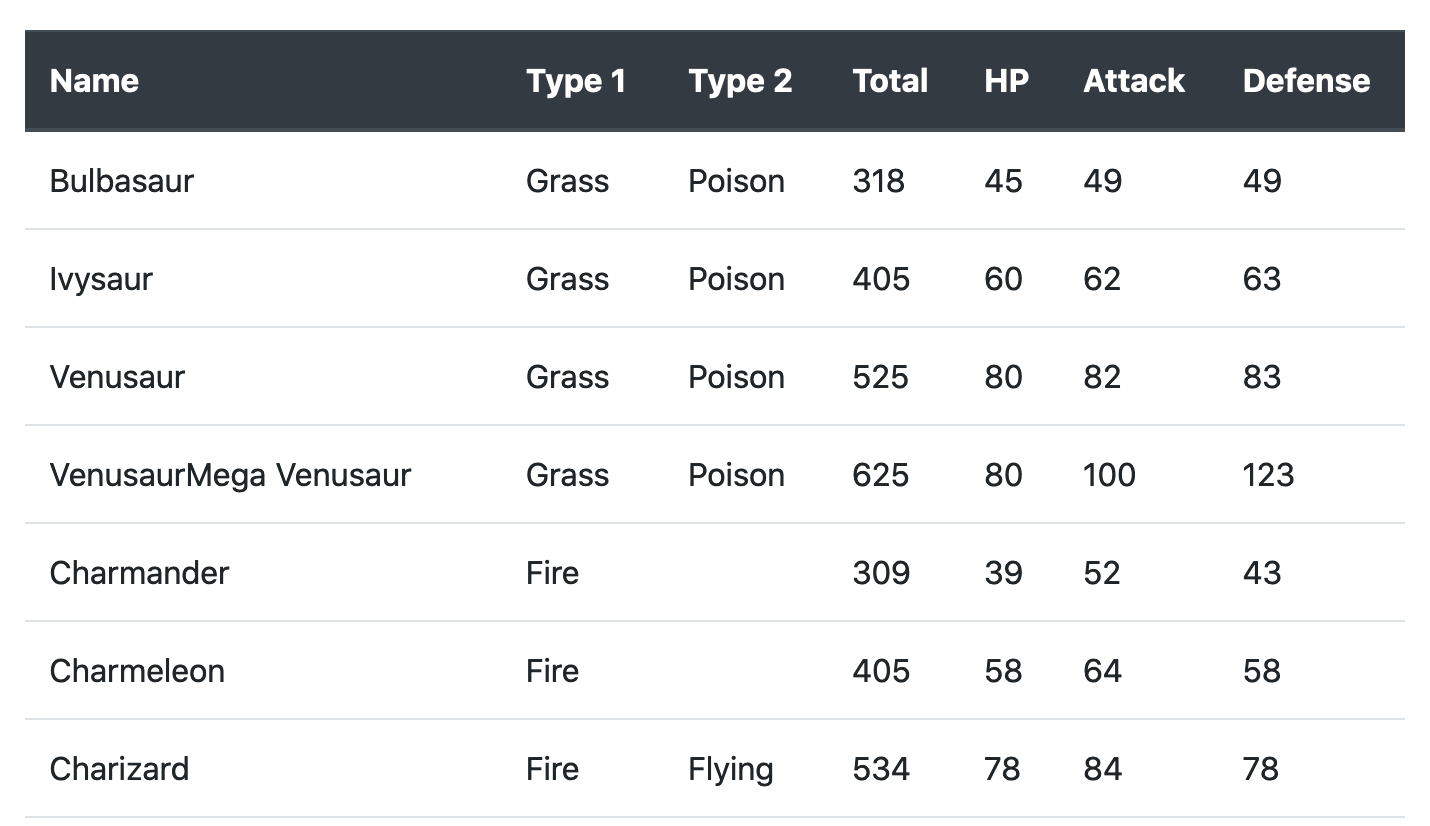 Name Type 1 Type 2 Total HP Attack Defense
Bulbasaur Grass Poison 318 45 49 49
Ivysaur Grass Poison 405 60 62 63
Venusaur Grass Poison 525 80 82 83
VenusaurMega Venusaur Grass Poison 625 80 100 123
Charmander Fire 309 39 52 43
Charmeleon Fire 405 58 64 58
Charizard Fire Flying 534 78 84 78